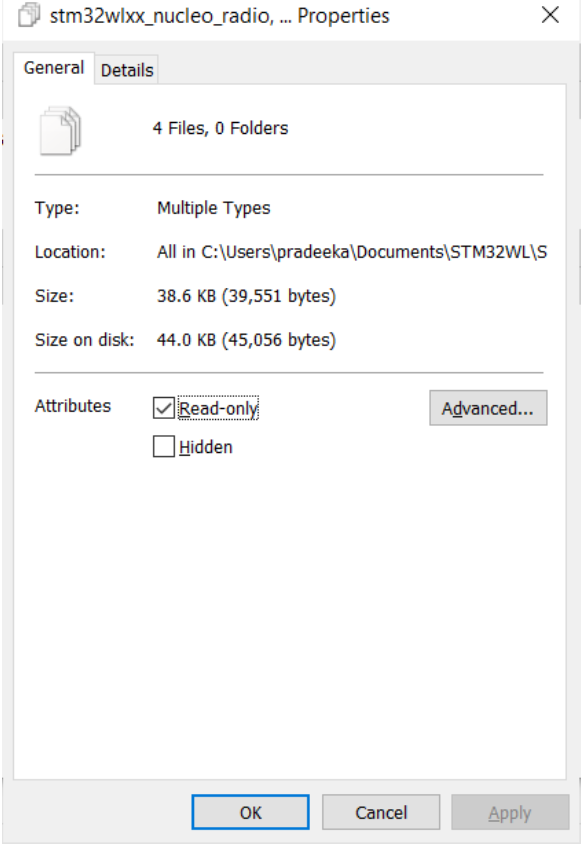 stm32wlxx_nucleo_radio, ... Properties
General Details
4 Files, 0 Folders
Type: Multiple Types
Location: All in C:\Users\pradeeka\Documents\STM32WL\S
Size: 38.6 KB (39,551 bytes)
Size on disk: 44.0 KB (45,056 bytes)
Attributes Read-only Advanced...
Hidden
OK Cancel Apply